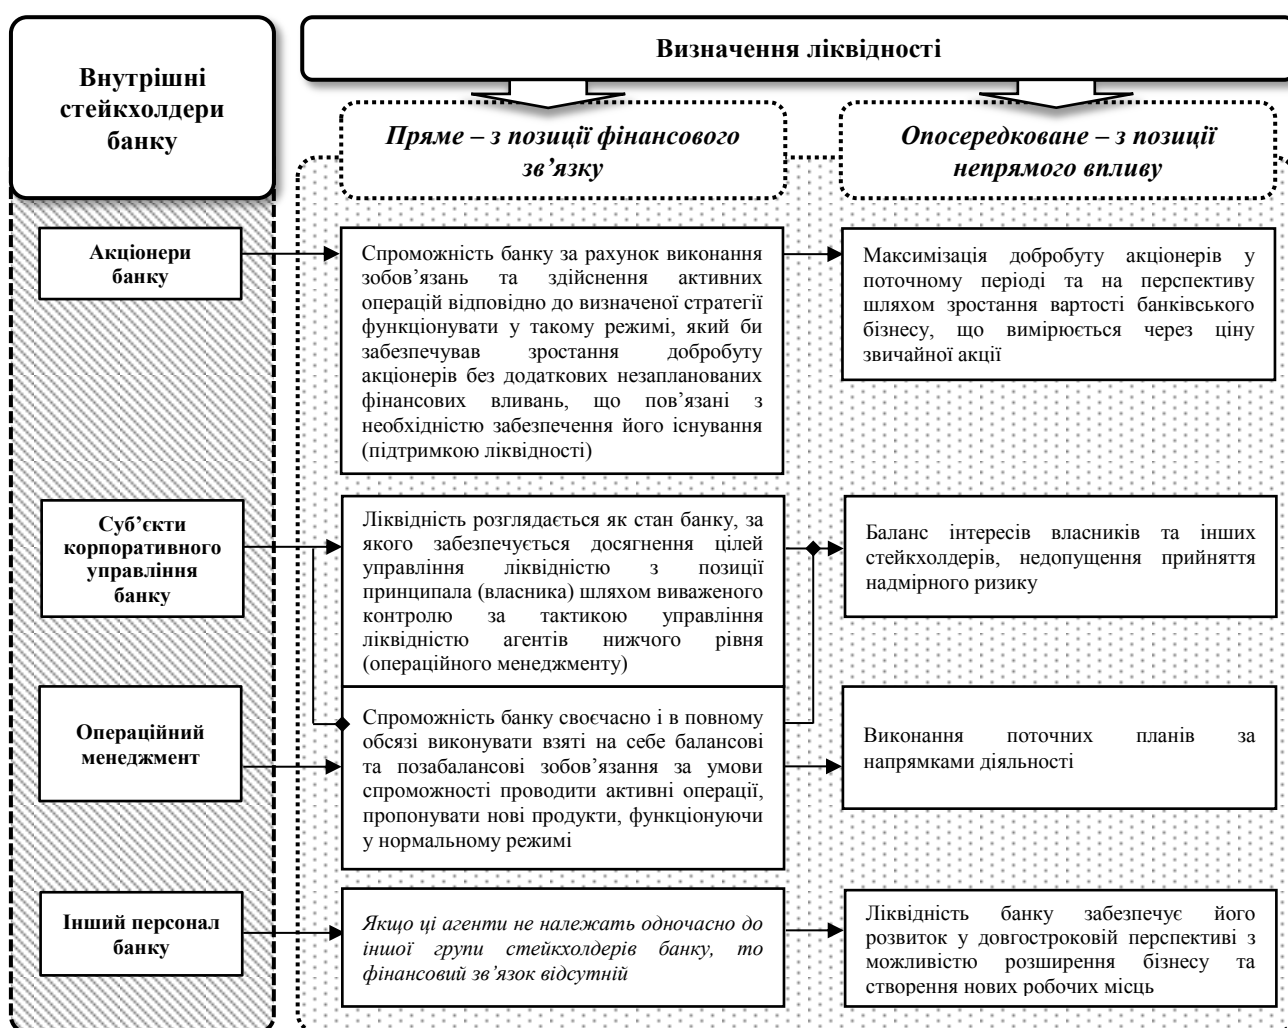 Внутрішні
стейкхолдери
банку
Визначення ліквідності
Пряме – з позиції фінансового
зв’язку
Опосередковане – з позиції
непрямого впливу
Акціонери
банку
Спроможність банку за рахунок виконання
зобов’язань та здійснення активних
операцій відповідно до визначеної стратегії
функціонувати у такому режимі, який би
забезпечував зростання добробуту
акціонерів без додаткових незапланованих
фінансових вливань, що пов’язані з
необхідністю забезпечення його існування
(підтримкою ліквідності)
Максимізація добробуту акціонерів у
поточному періоді та на перспективу
шляхом зростання вартості банківського
бізнесу, що вимірюється через ціну
звичайної акції
Суб’єкти
корпоративного
управління
банку
Ліквідність розглядається як стан банку, за
якого забезпечується досягнення цілей
управління ліквідністю з позиції
принципала (власника) шляхом виваженого
контролю за тактикою управління
ліквідністю агентів нижчого рівня
(операційного менеджменту)
Баланс інтересів власників та інших
стейкхолдерів, недопущення прийняття
надмірного ризику
Операційний
менеджмент
Спроможність банку своєчасно і в повному
обсязі виконувати взяті на себе балансові
та позабалансові зобов’язання за умови
спроможності проводити активні операції,
пропонувати нові продукти, функціонуючи
у нормальному режимі
Виконання поточних планів за
напрямками діяльності
Інший персонал
банку
Якщо ці агенти не належать одночасно до
іншої групи стейкхолдерів банку, то
фінансовий зв’язок відсутній
Ліквідність банку забезпечує його
розвиток у довгостроковій перспективі з
можливістю розширення бізнесу та
створення нових робочих місць